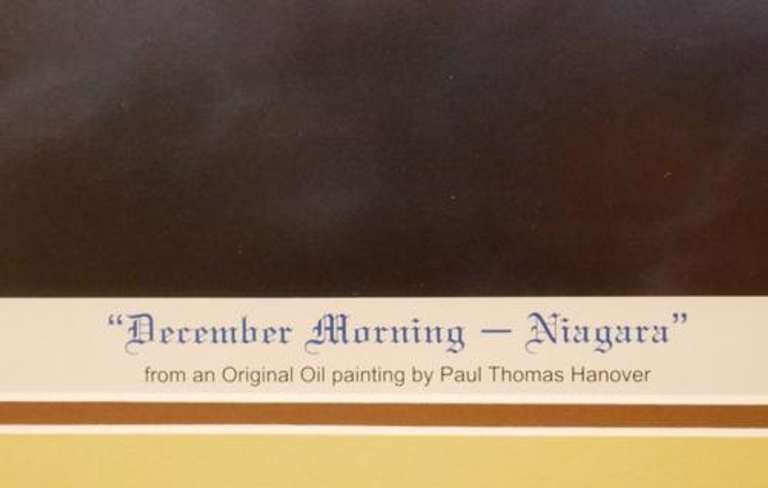 “December Morning — Niagara”
from an Original Oil painting by Paul Thomas Hanover